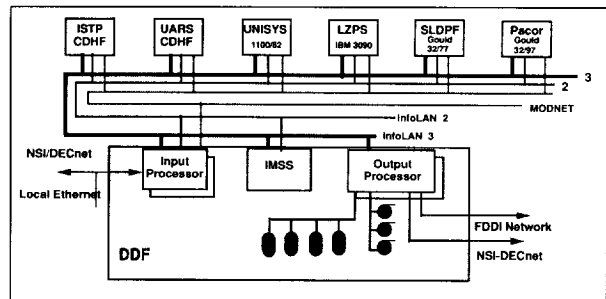 ISTP
CDHF
UARS
CDHF
UNISYS
1100/82
LZPS
IBM 3090
SLDPF
Gould
32/77
Pacor
Gould
32/97
3
2
MODNET
InfoLAN 2
InfoLAN 3
NSI/DECnet
Local Ethernet
Input
Processor
IMSS
Output
Processor
FDDI Network
NSI-DECnet
DDF